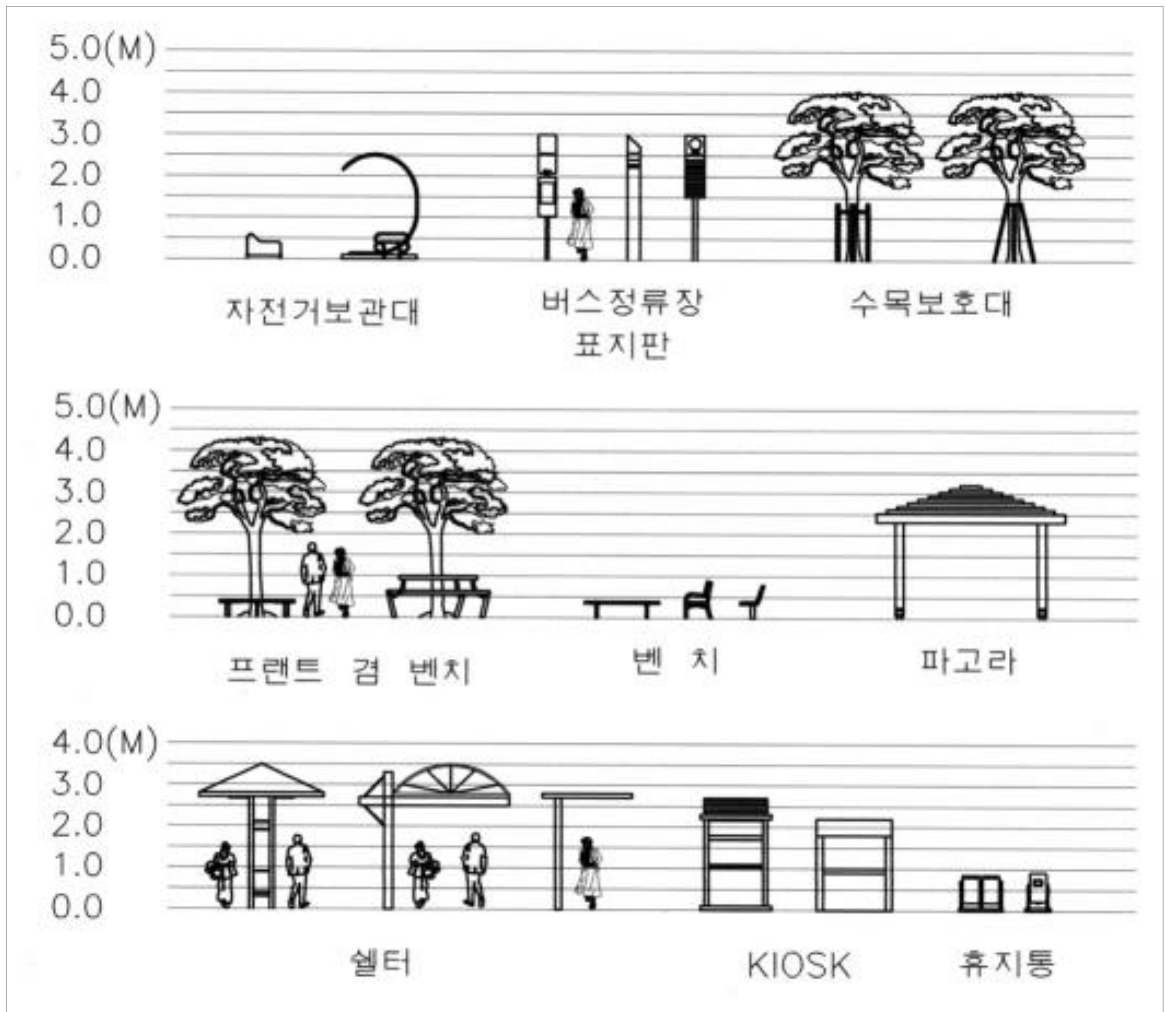 5.0(M)
4.0
3.0
2.0
1.0
0.0
자전거보관대
버스정류장
표지판
수목보호대
5.0(M)
4.0
3.0
2.0
1.0
0.0
프랜트 겸 벤치
벤 치
파고라
4.0(M)
3.0
2.0
1.0
0.0
쉘터
KIOSK
휴지통